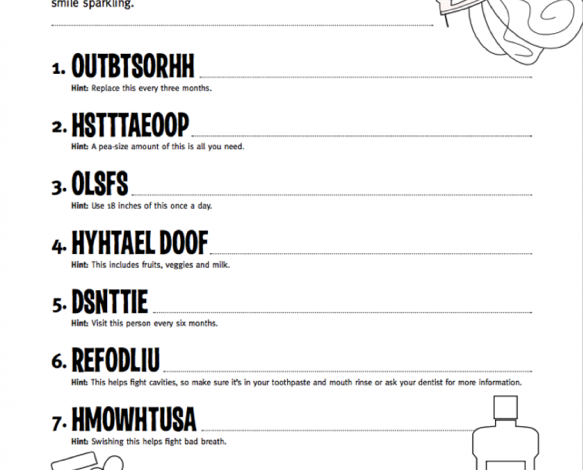 smile sparkling.
1. OUTBTSORHH
Hint: Replace this every three months.
2. HSTTTAEOOP
Hint: A pea-size amount of this is all you need.
3. OLSFS
Hint: Use 18 inches of this once a day.
4. HYHTAEL DOOF
Hint: This includes fruits, veggies and milk.
5. DSNTTIE
Hint: Visit this person every six months.
6. REFODLIU
Hint: This helps fight cavities, so make sure it's in your toothpaste and mouth rinse or ask your dentist for more information.
7. HMOWHTUSA
Hint: Swishing this helps fight bad breath.